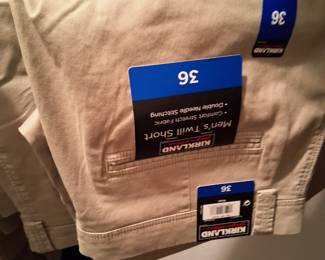 36
KIRKLAND
KIRKLAND
Men's Twill Short
• Comfort Stretch Fabric
• Double Needle Stitching
36
36
KIRKLAND